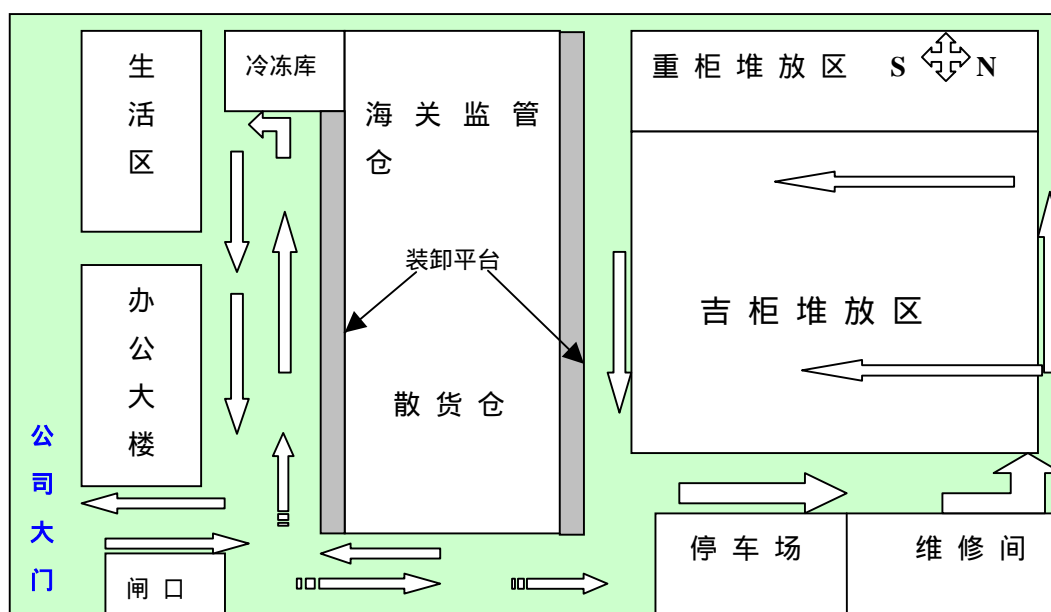 生活区
冷冻库
海关监管仓
重柜堆放区
S N
装卸平台
办公大楼
吉柜堆放区
散货仓
公司大门
闸口
停车场
维修间